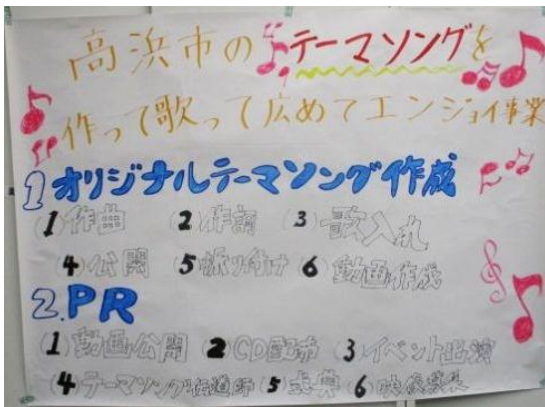 高浜市のテーマソングを
作って歌って広めてエンジョイ事業
1オリジナルテーマソング作成
1作曲 2作詞 3歌入れ
4公開 5振り付け 6動画作成
2.PR
1動画公開 2CD配布 3イベント出演
4テーマソング伝道師 5 6